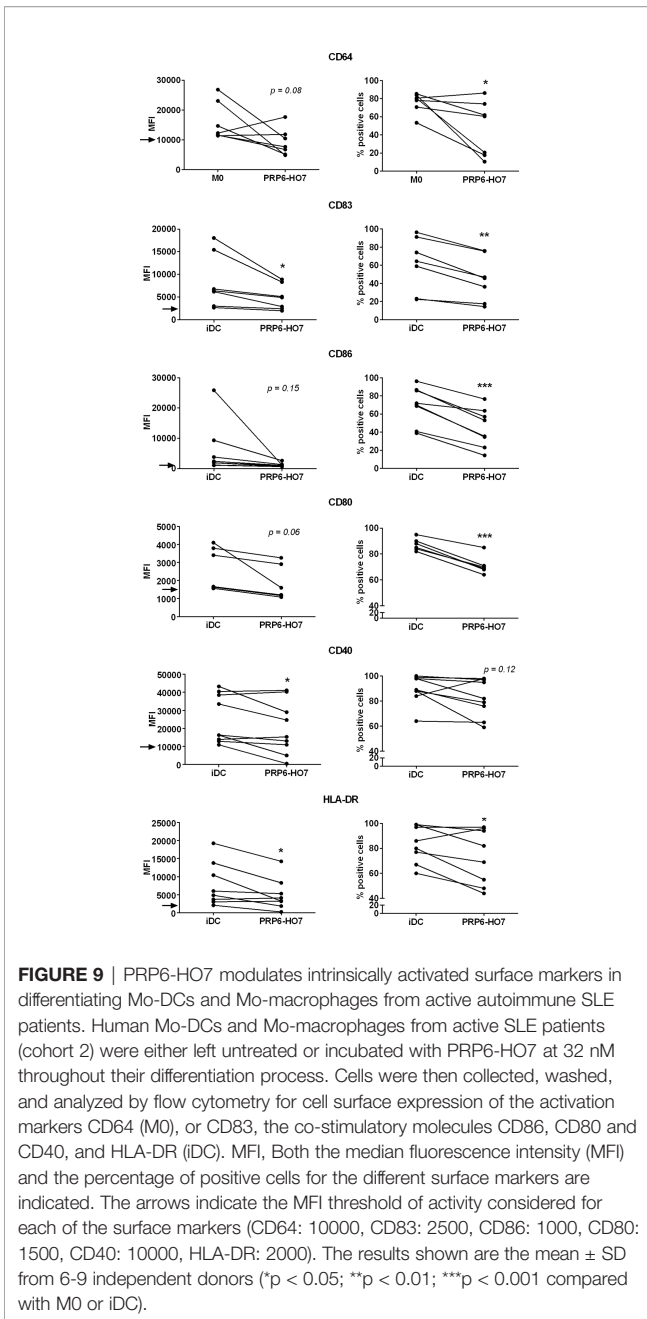 CD64
MFI
30000
20000
10000
0
p = 0.08
M0
PRP6-HO7
% positive cells
100
80
60
40
20
0
*
M0
PRP6-HO7
CD83
MFI
20000
15000
10000
5000
0
*
iDC
PRP6-HO7
% positive cells
100
80
60
40
20
0
**
iDC
PRP6-HO7
CD86
MFI
30000
20000
10000
0
p = 0.15
iDC
PRP6-HO7
% positive cells
100
80
60
40
20
0
***
iDC
PRP6-HO7
CD80
MFI
5000
4000
3000
2000
1000
0
p = 0.06
iDC
PRP6-HO7
% positive cells
100
80
60
40
20
0
***
iDC
PRP6-HO7
CD40
MFI
50000
40000
30000
20000
10000
0
*
iDC
PRP6-HO7
% positive cells
100
80
60
40
20
0
p = 0.12
iDC
PRP6-HO7
HLA-DR
MFI
25000
20000
15000
10000
5000
0
*
iDC
PRP6-HO7
% positive cells
100
80
60
40
20
0
*
iDC
PRP6-HO7
FIGURE 9 | PRP6-HO7 modulates intrinsically activated surface markers in
differentiating Mo-DCs and Mo-macrophages from active autoimmune SLE
patients. Human Mo-DCs and Mo-macrophages from active SLE patients
(cohort 2) were either left untreated or incubated with PRP6-HO7 at 32 nM
throughout their differentiation process. Cells were then collected, washed,
and analyzed by flow cytometry for cell surface expression of the activation
markers CD64 (M0), or CD83, the co-stimulatory molecules CD86, CD80 and
CD40, and HLA-DR (iDC). MFI, Both the median fluorescence intensity (MFI)
and the percentage of positive cells for the different surface markers are
indicated. The arrows indicate the MFI threshold of activity considered for
each of the surface markers (CD64: 10000, CD83: 2500, CD86: 1000, CD80:
1500, CD40: 10000, HLA-DR: 2000). The results shown are the mean ± SD
from 6-9 independent donors (*p < 0.05; **p < 0.01; ***p < 0.001 compared
with M0 or iDC).